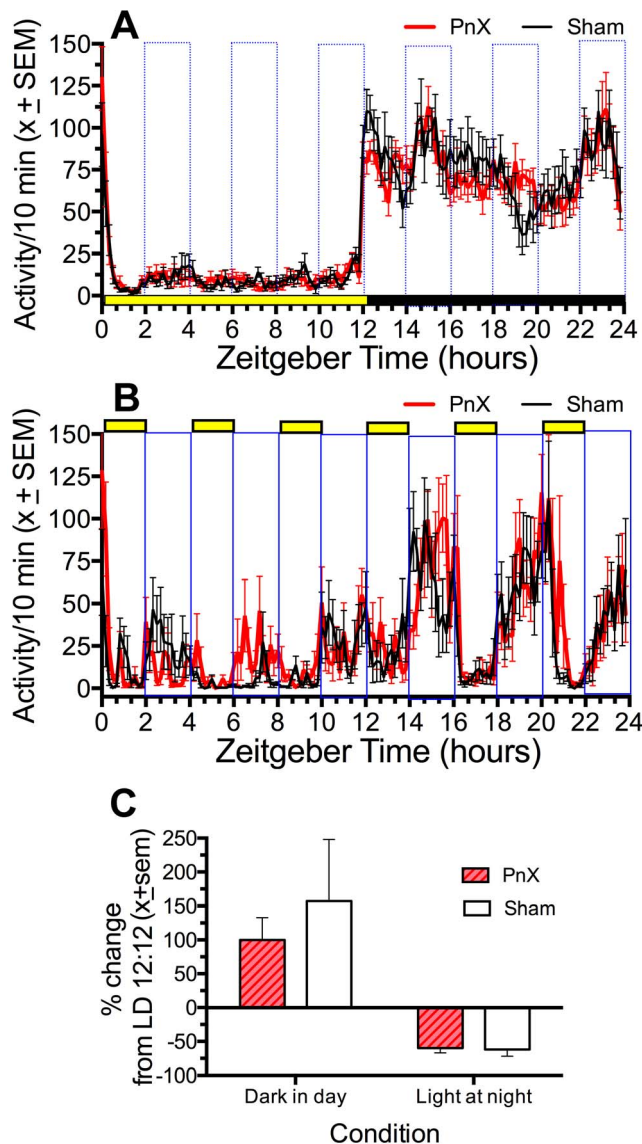 A
PnX Sham
Activity/10 min (x ± SEM)
150
125
100
75
50
25
0
0 2 4 6 8 10 12 14 16 18 20 22 24
Zeitgeber Time (hours)
B
PnX Sham
Activity/10 min (x ± SEM)
150
125
100
75
50
25
0
0 2 4 6 8 10 12 14 16 18 20 22 24
Zeitgeber Time (hours)
C
% change
from LD 12:12 (x±sem)
250
200
150
100
50
0
-50
-100
PnX
Sham
Dark in day Light at night
Condition